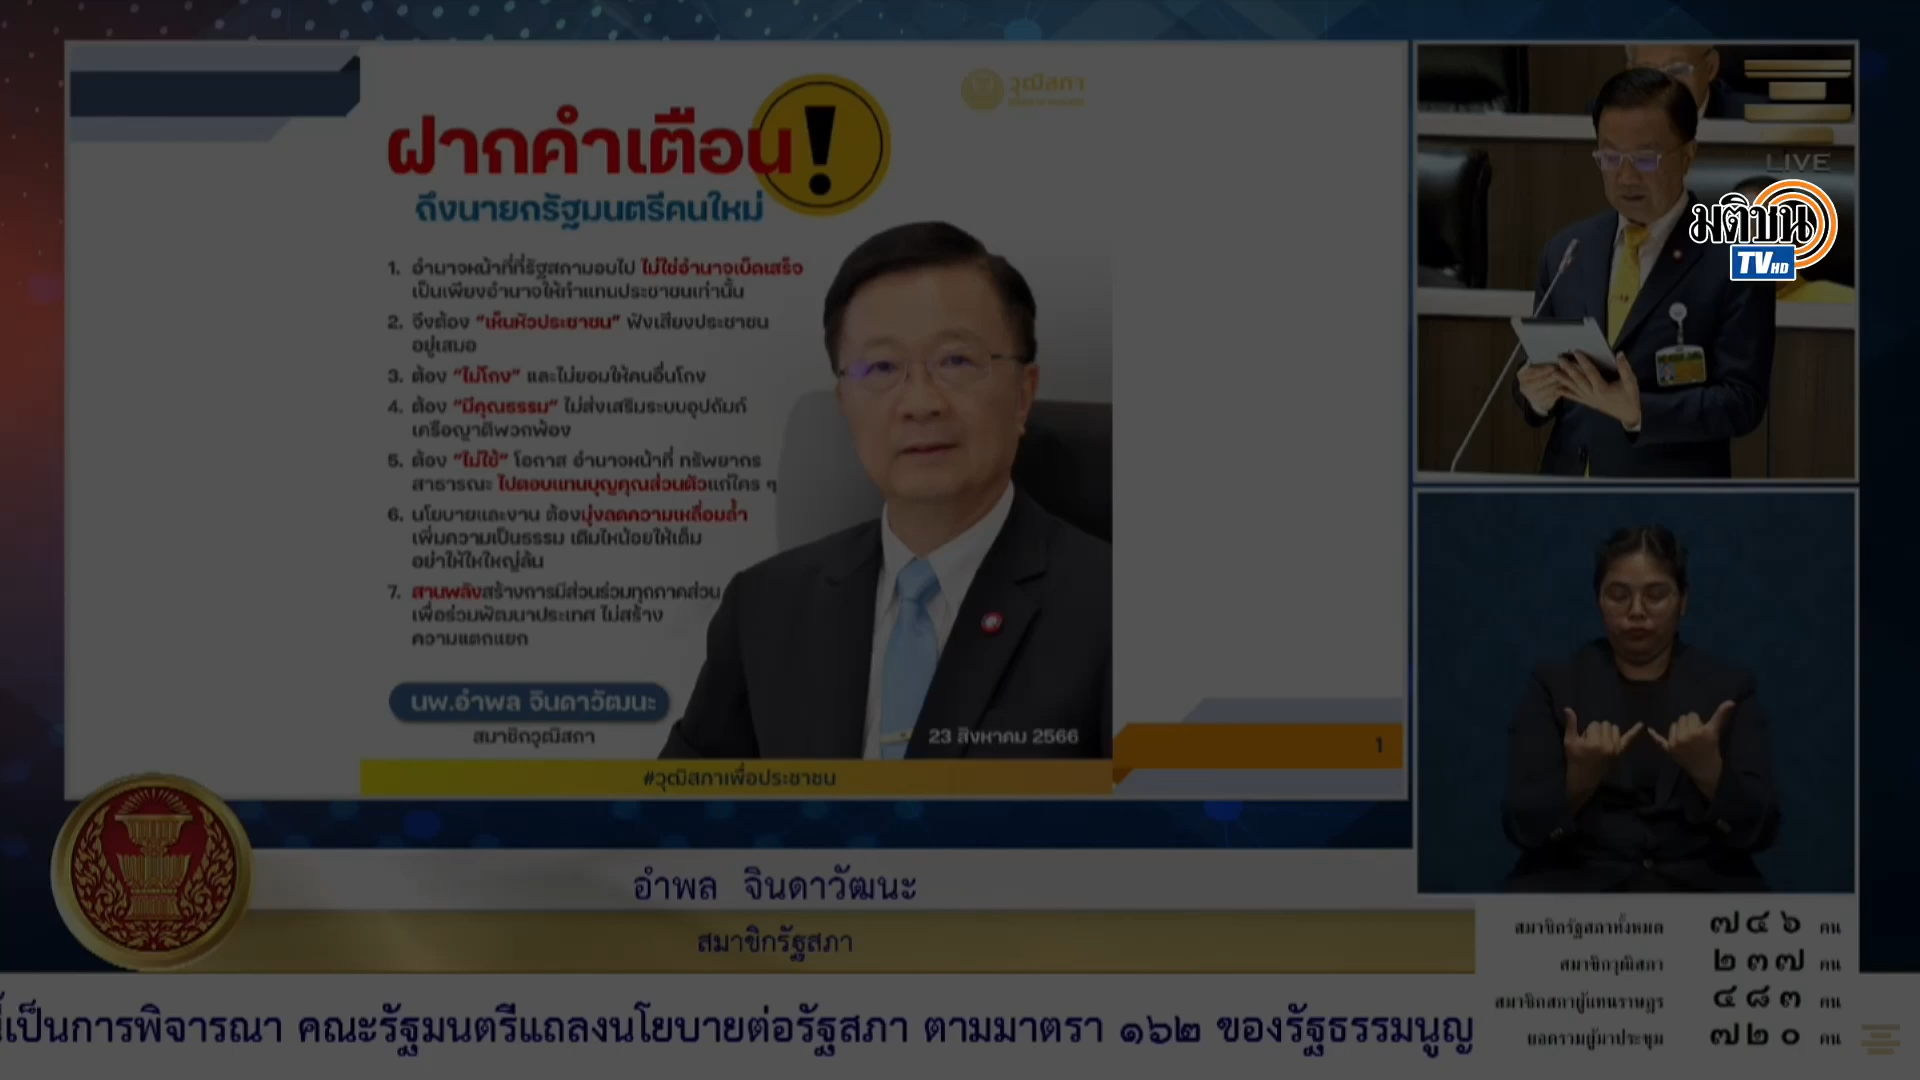 วุฒิสภา
ฝากคำเตือน!
ถึงนายกรัฐมนตรีคนใหม่
1. อำนาจหน้าที่ที่รัฐสภามอบไป ไม่ใช่อำนาจเบ็ดเสร็จ
เป็นเพียงอำนาจให้ทำแทนประชาชนเท่านั้น
2. จึงต้อง “เห็นหัวประชาชน” ฟังเสียงประชาชน
อยู่เสมอ
3. ต้อง “ไม่โกง” และไม่ยอมให้คนอื่นโกง
4. ต้อง “มีคุณธรรม” ไม่ส่งเสริมระบบอุปถัมภ์
เครือญาติพวกพ้อง
5. ต้อง “ไม่ใช้” โอกาส อำนาจหน้าที่ ทรัพยากร
สาธารณะ ไปตอบแทนบุญคุณส่วนตัวแก่ใคร ๆ
6. นโยบายและงาน ต้องมุ่งลดความเหลื่อมล้ำ
เพิ่มความเป็นธรรม เติมไหน้อยให้เต็ม
อย่าให้ไหใหญ่ล้น
7. สานพลังสร้างการมีส่วนร่วมทุกภาคส่วน
เพื่อร่วมพัฒนาประเทศ ไม่สร้าง
ความแตกแยก
นพ.อำพล จินดาวัฒนะ
สมาชิกวุฒิสภา
23 สิงหาคม 2566
1
#วุฒิสภาเพื่อประชาชน
LIVE
มติชน
TV HD
อำพล จินดาวัฒนะ
สมาชิกรัฐสภา
สมาชิกรัฐสภาทั้งหมด ๗๔๖ คน
สมาชิกวุฒิสภา ๒๓๗ คน
สมาชิกสภาผู้แทนราษฎร ๔๘๓ คน
ยอดรวมผู้มาประชุม ๗๒๐ คน
นี้เป็นการพิจารณา คณะรัฐมนตรีแถลงนโยบายต่อรัฐสภา ตามมาตรา ๑๖๒ ของรัฐธรรมนูญ